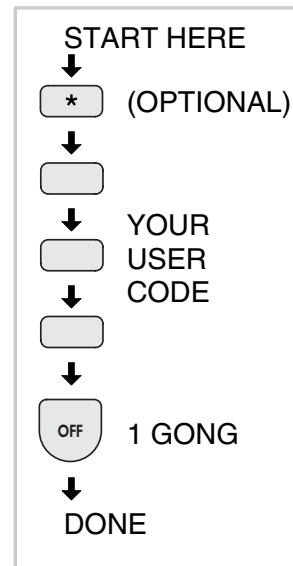 START HERE
* (OPTIONAL)
YOUR
USER
CODE
OFF 1 GONG
DONE